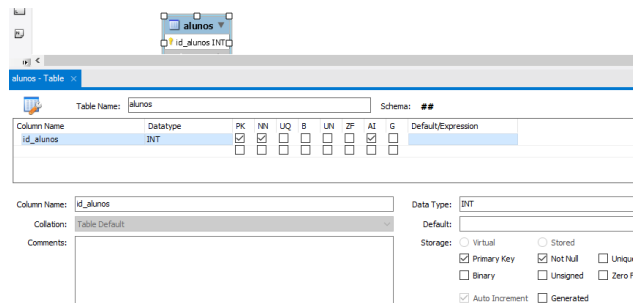 alunos
id_alunos INT
alunos - Table
Table Name: alunos Schema: ##
Column Name Datatype PK NN UQ B UN ZF AI G Default/Expression
id_alunos INT
Column Name: id_alunos Data Type: INT
Collation: Table Default Default:
Comments: Storage: Virtual Stored
Primary Key Not Null
Binary Unsigned
Auto Increment Generated